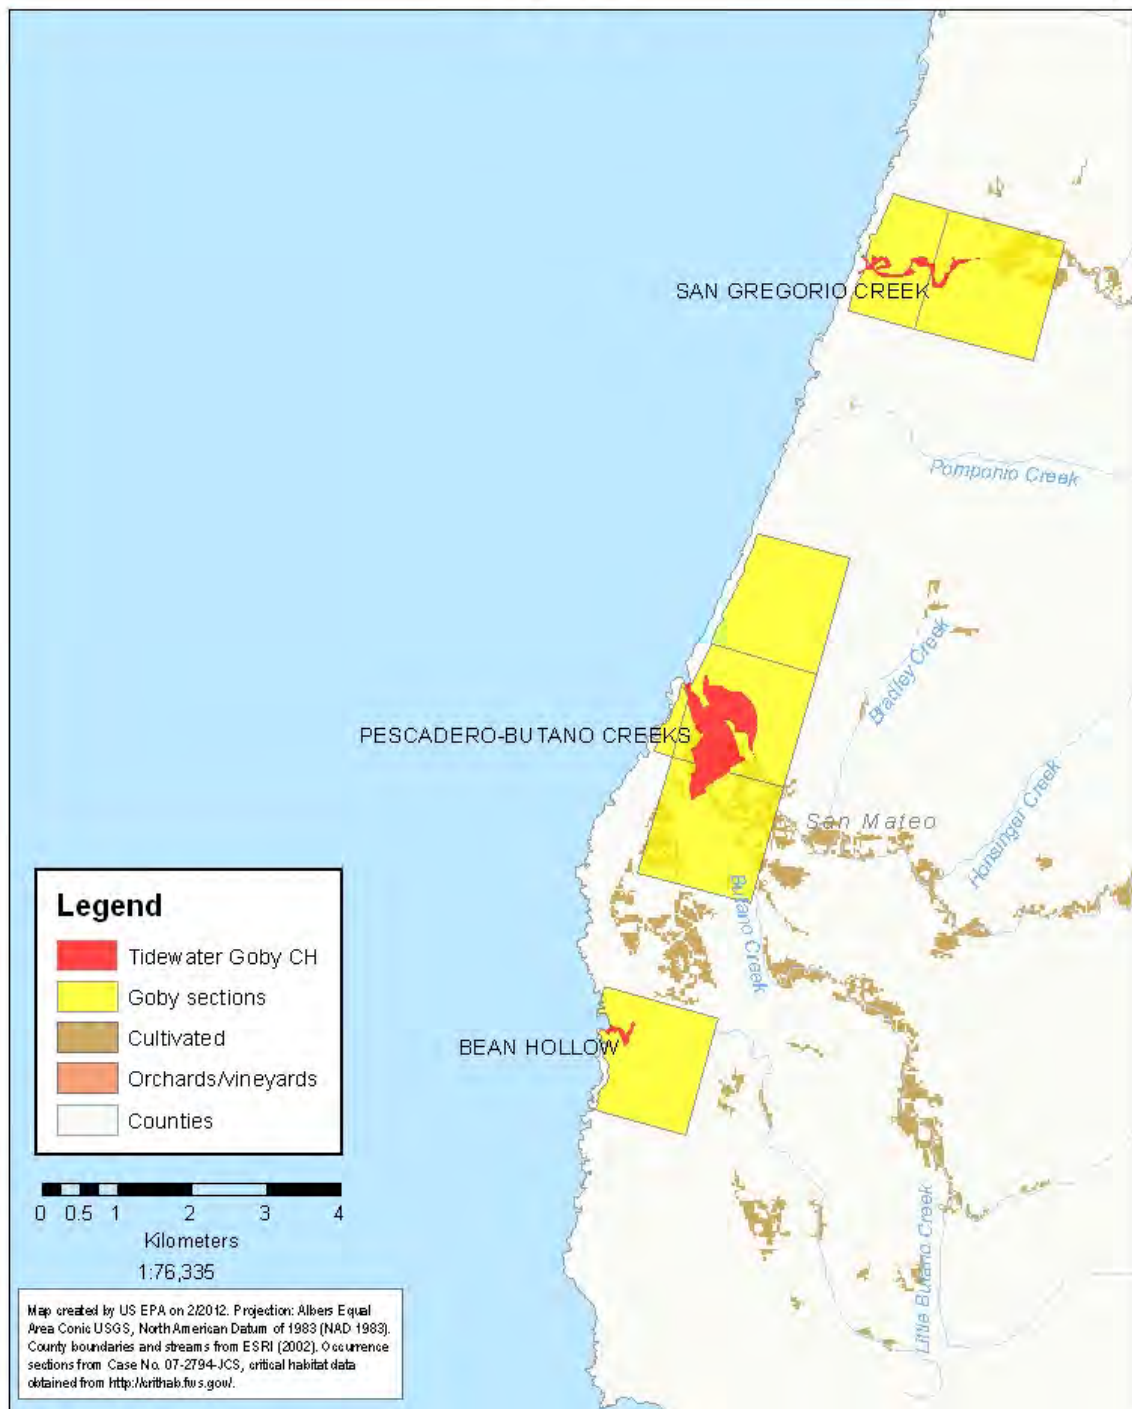 SAN GREGORIO CREEK
Pomponio Creek
Bradley Creek
PESCADERO-BUTANO CREEKS
San Mateo
Honsinger Creek
Butano Creek
BEAN HOLLOW
Little Butano Creek
Legend
Tidewater Goby CH
Goby sections
Cultivated
Orchards/vineyards
Counties
0 0.5 1 2 3 4
Kilometers
1:76,335
Map created by US EPA on 2/2012. Projection: Albers Equal
Area Conic USGS, North American Datum of 1983 (NAD 1983).
County boundaries and streams from ESRI (2002). Occurrence
sections from Case No. 07-2794-JCS, critical habitat data
obtained from http://crithab.fws.gov/.